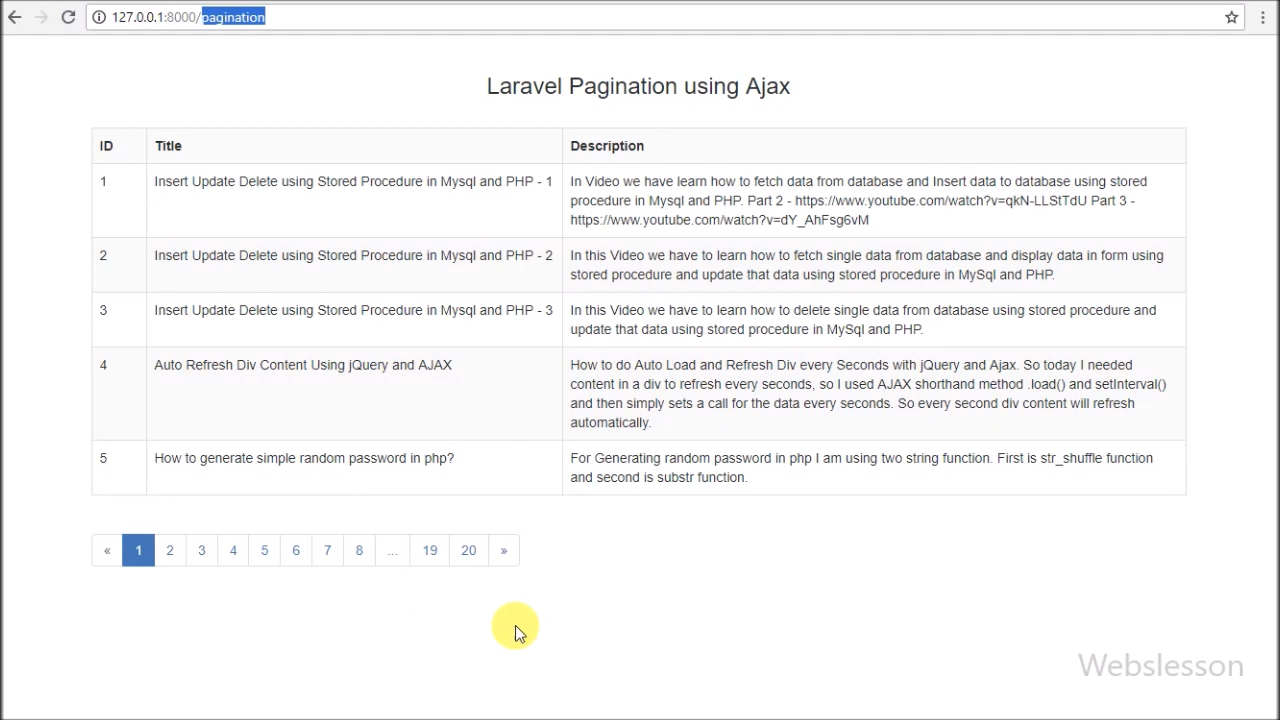 127.0.0.1:8000/pagination
Laravel Pagination using Ajax
ID Title Description
1 Insert Update Delete using Stored Procedure in Mysql and PHP - 1 In Video we have learn how to fetch data from database and Insert data to database using stored
procedure in Mysql and PHP. Part 2 - https://www.youtube.com/watch?v=qkN-LLStTdU Part 3 -
https://www.youtube.com/watch?v=dY_AhFsg6vM
2 Insert Update Delete using Stored Procedure in Mysql and PHP - 2 In this Video we have to learn how to fetch single data from database and display data in form using
stored procedure and update that data using stored procedure in MySql and PHP.
3 Insert Update Delete using Stored Procedure in Mysql and PHP - 3 In this Video we have to learn how to delete single data from database using stored procedure and
update that data using stored procedure in MySql and PHP.
4 Auto Refresh Div Content Using jQuery and AJAX How to do Auto Load and Refresh Div every Seconds with jQuery and Ajax. So today I needed
content in a div to refresh every seconds, so I used AJAX shorthand method .load() and setInterval()
and then simply sets a call for the data every seconds. So every second div content will refresh
automatically.
5 How to generate simple random password in php? For Generating random password in php I am using two string function. First is str_shuffle function
and second is substr function.
« 1 2 3 4 5 6 7 8 ... 19 20 »
Webslesson